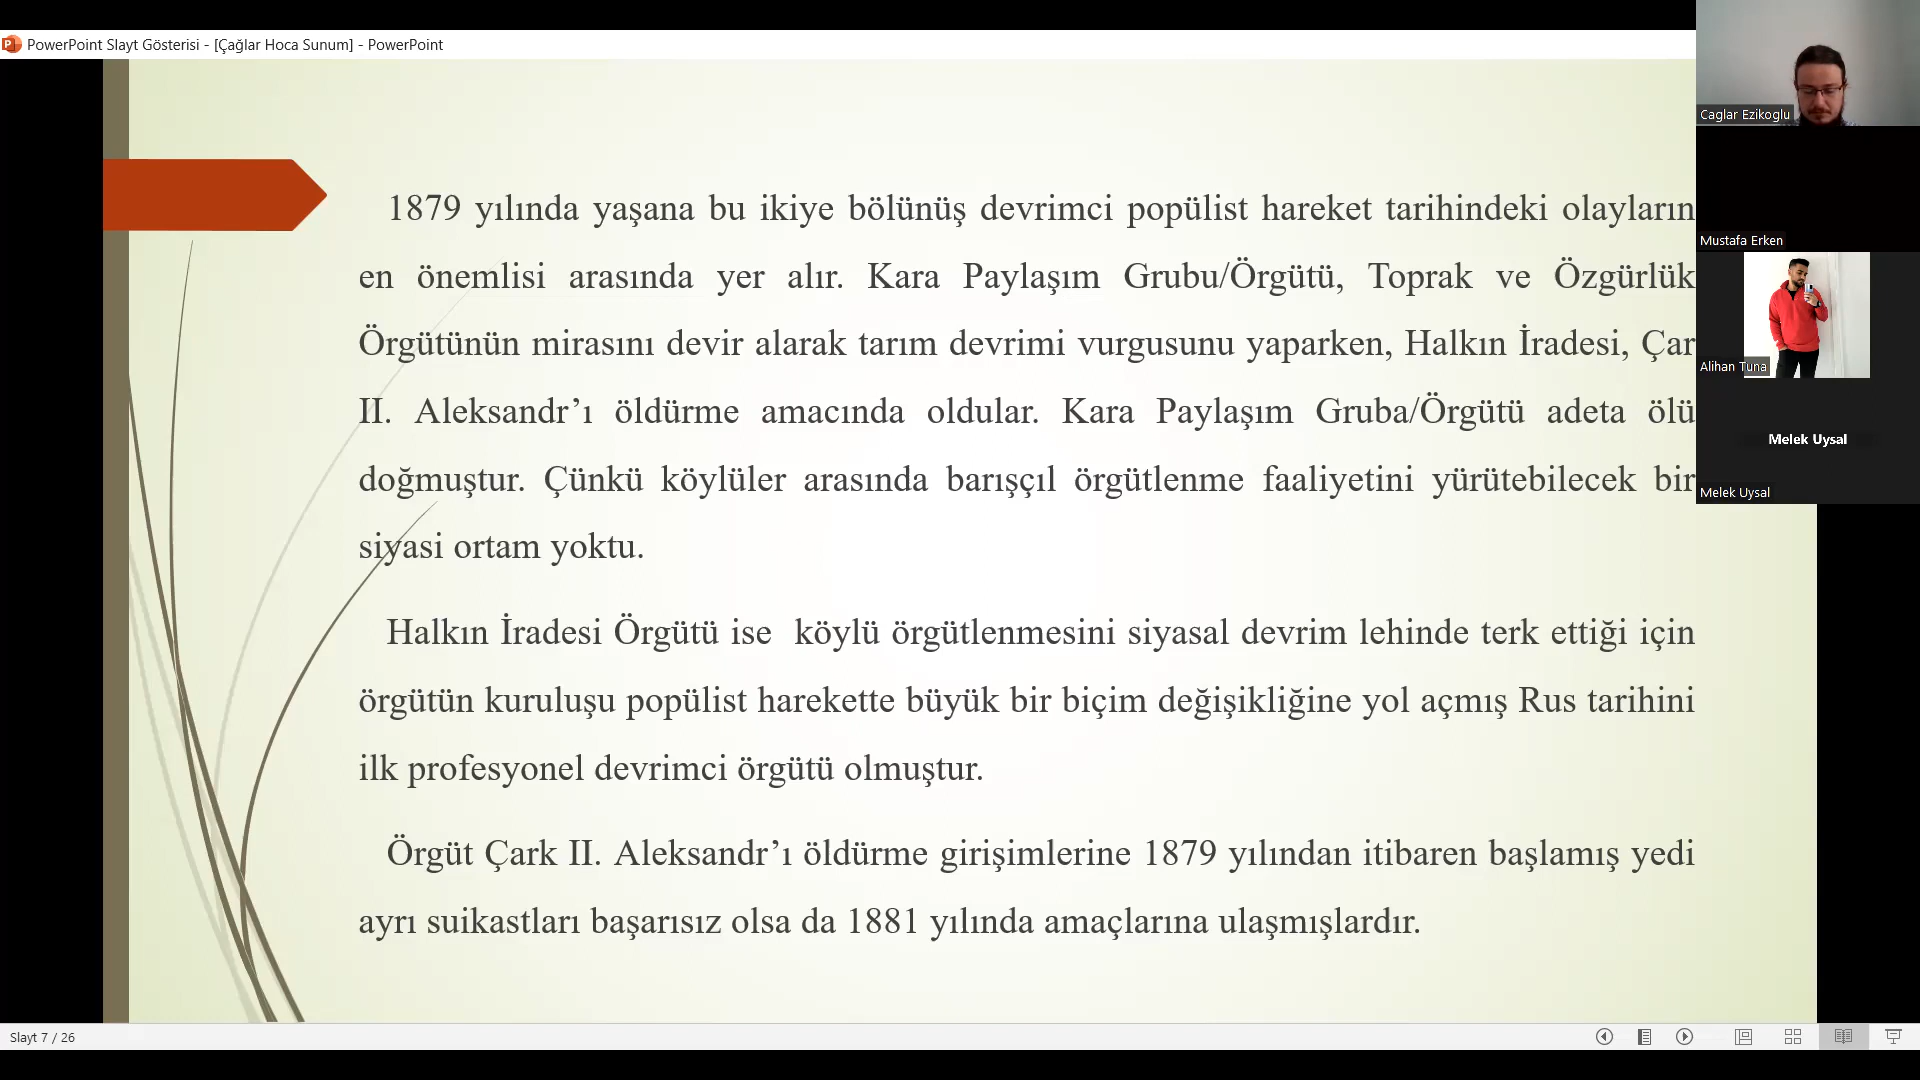 PowerPoint Slayt Gösterisi - [Çağlar Hoca Sunum] - PowerPoint
1879 yılında yaşana bu ikiye bölünüş devrimci popülist hareket tarihindeki olayların
en önemlisi arasında yer alır. Kara Paylaşım Grubu/Örgütü, Toprak ve Özgürlük
Örgütünün mirasını devir alarak tarım devrimi vurgusunu yaparken, Halkın İradesi, Çar
II. Aleksandr’ı öldürme amacında oldular. Kara Paylaşım Gruba/Örgütü adeta ölü
doğmuştur. Çünkü köylüler arasında barışçıl örgütlenme faaliyetini yürütebilecek bir
siyasi ortam yoktu.
Halkın İradesi Örgütü ise köylü örgütlenmesini siyasal devrim lehinde terk ettiği için
örgütün kuruluşu popülist harekette büyük bir biçim değişikliğine yol açmış Rus tarihini
ilk profesyonel devrimci örgütü olmuştur.
Örgüt Çark II. Aleksandr’ı öldürme girişimlerine 1879 yılından itibaren başlamış yedi
ayrı suikastları başarısız olsa da 1881 yılında amaçlarına ulaşmışlardır.
Caglar Ezikoglu
Mustafa Erken
Alihan Tuna
Melek Uysal
Melek Uysal
Slayt 7 / 26